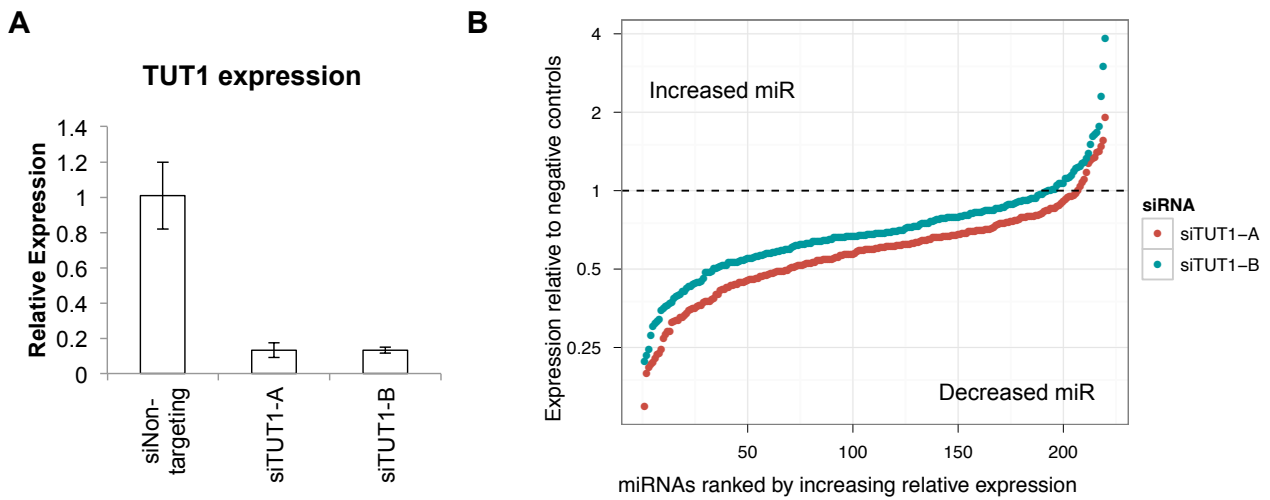 A
TUT1 expression
Relative Expression
1.4
1.2
1
0.8
0.6
0.4
0.2
0
siNon-
targeting
siTUT1-A
siTUT1-B
B
Expression relative to negative controls
4
2
1
0.5
0.25
Increased miR
Decreased miR
50
100
150
200
miRNAs ranked by increasing relative expression
siRNA
siTUT1−A
siTUT1−B